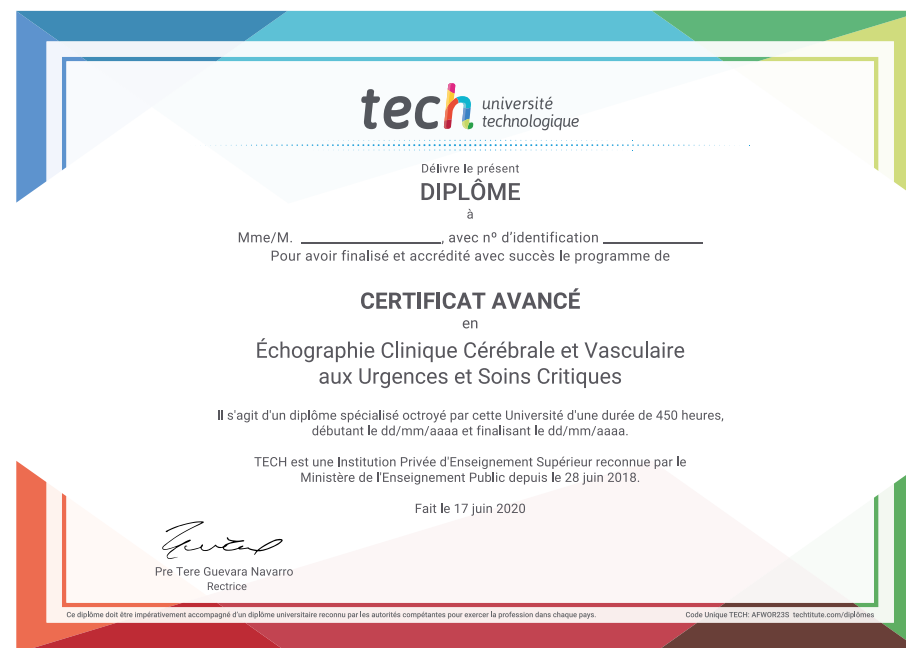 tech université
technologique
Délivre le présent
DIPLÔME
à
Mme/M. ____________________, avec nº d'identification ______________
Pour avoir finalisé et accrédité avec succès le programme de
CERTIFICAT AVANCÉ
en
Échographie Clinique Cérébrale et Vasculaire
aux Urgences et Soins Critiques
Il s'agit d'un diplôme spécialisé octroyé par cette Université d'une durée de 450 heures,
débutant le dd/mm/aaaa et finalisant le dd/mm/aaaa.
TECH est une Institution Privée d'Enseignement Supérieur reconnue par le
Ministère de l'Enseignement Public depuis le 28 juin 2018.
Fait le 17 juin 2020
Pre Tere Guevara Navarro
Rectrice
Ce diplôme doit être impérativement accompagné d'un diplôme universitaire reconnu par les autorités compétantes pour exercer la profession dans chaque pays.
Code Unique TECH: AFWOR23S techtitute.com/diplômes